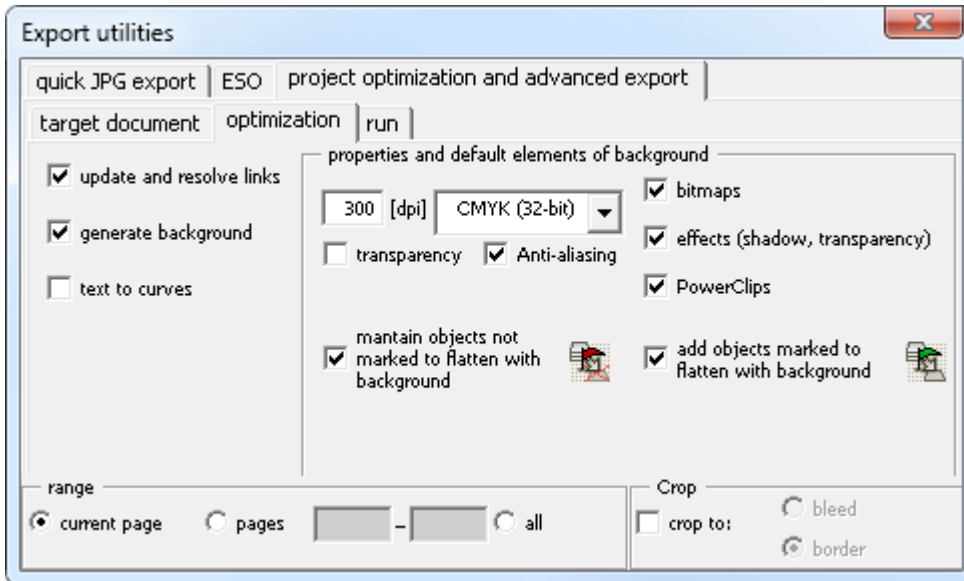 Export utilities
quick JPG export ESO project optimization and advanced export
target document optimization run
update and resolve links
generate background
text to curves
properties and default elements of background
300 [dpi] CMYK (32-bit)
transparency Anti-aliasing
bitmaps
effects (shadow, transparency)
PowerClips
mantain objects not
marked to flatten with
background
add objects marked to
flatten with background
range
current page pages – all
Crop
crop to:
bleed
border